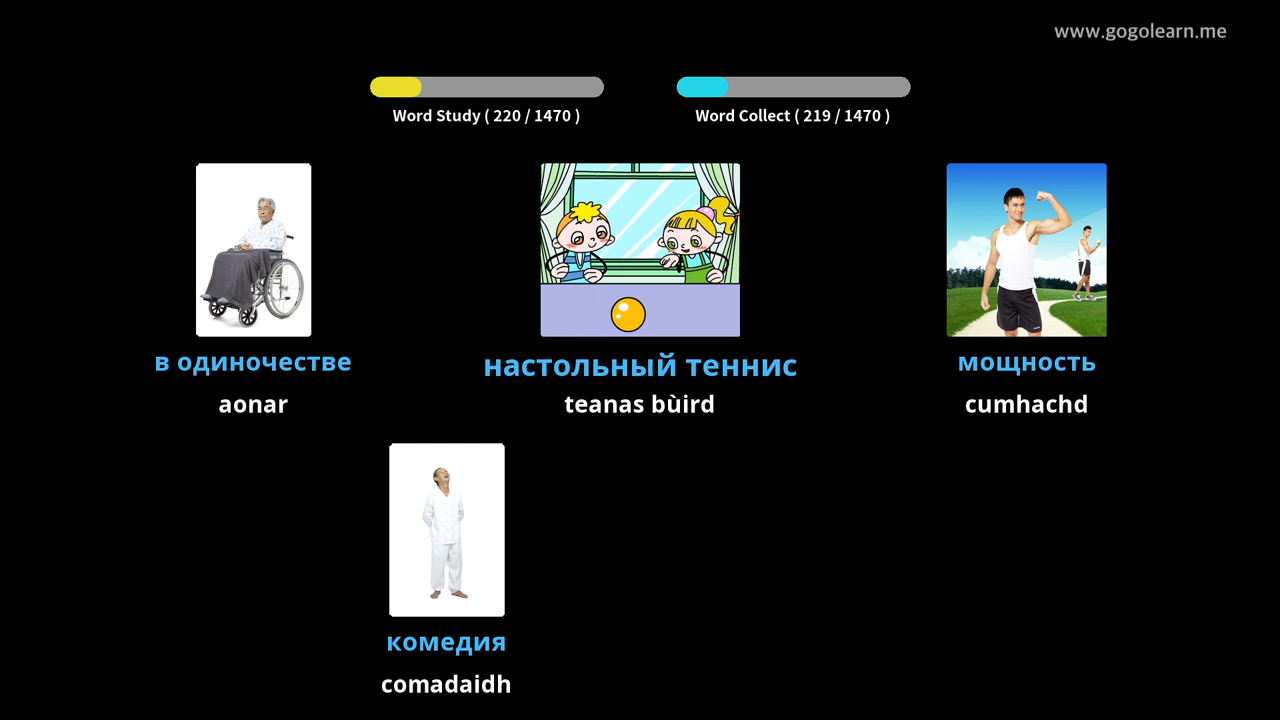 www.gogolearn.me
Word Study ( 220 / 1470 )
Word Collect ( 219 / 1470 )
в одиночестве
настольный теннис
мощность
aonar
teanas bùird
cumhachd
комедия
comadaidh